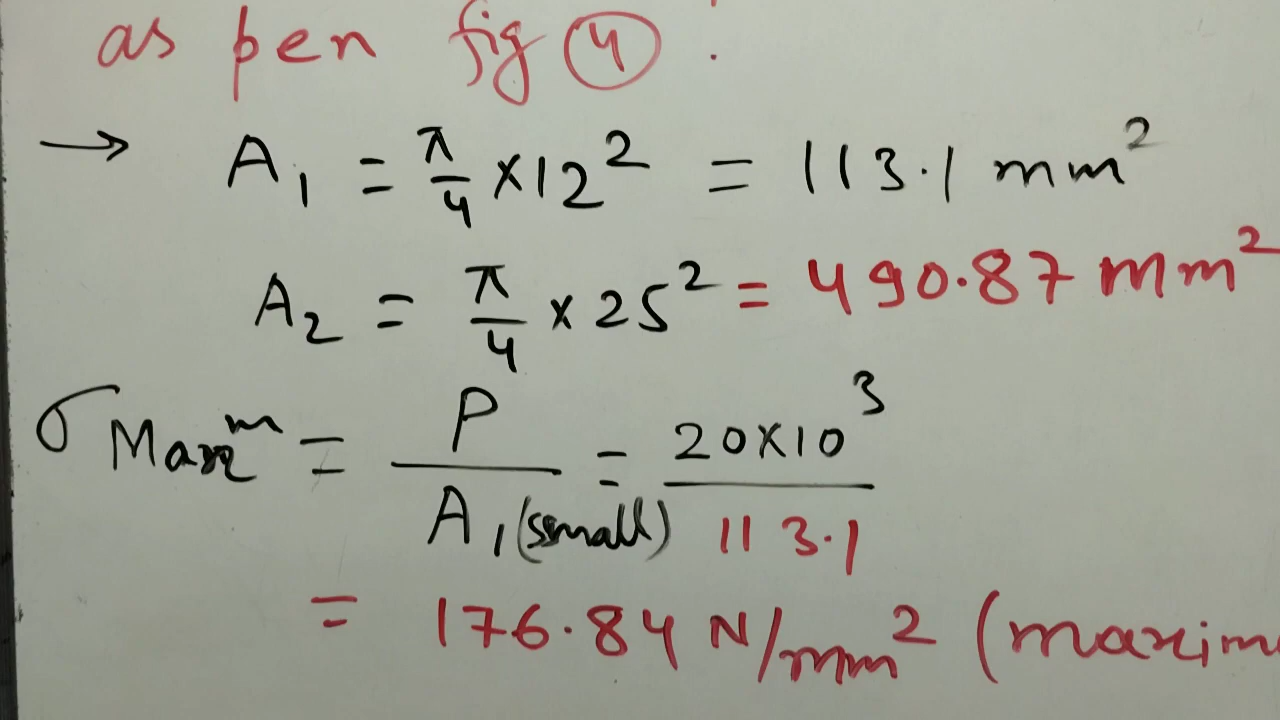 as per fig 4 :
→ A₁ = π/4 × 12² = 113.1 mm²
A₂ = π/4 × 25² = 490.87 mm²
σ Maxᵐ = P / A₁(small) = 20×10³ / 113.1
= 176.84 N/mm² (maxim